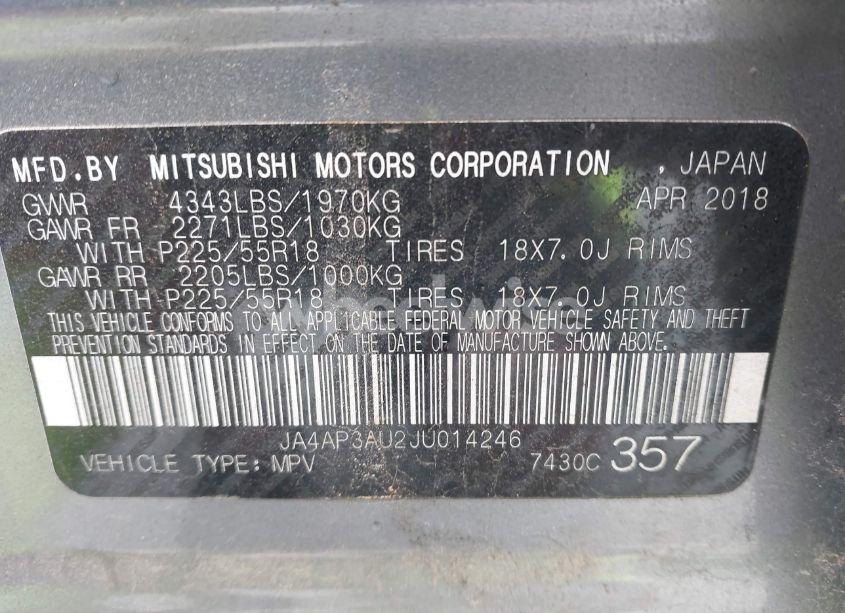 MFD.BY MITSUBISHI MOTORS CORPORATION , JAPAN
GVWR 4343LBS/1970KG APR 2018
GAWR FR 2271LBS/1030KG
WITH P225/55R18 TIRES 18X7.0J RIMS
GAWR RR 2205LBS/1000KG
WITH P225/55R18 TIRES 18X7.0J RIMS
THIS VEHICLE CONFORMS TO ALL APPLICABLE FEDERAL MOTOR VEHICLE SAFETY AND THEFT
PREVENTION STANDARDS IN EFFECT ON THE DATE OF MANUFACTURE SHOWN ABOVE.
JA4AP3AU2JU014246
VEHICLE TYPE: MPV 7430C 357